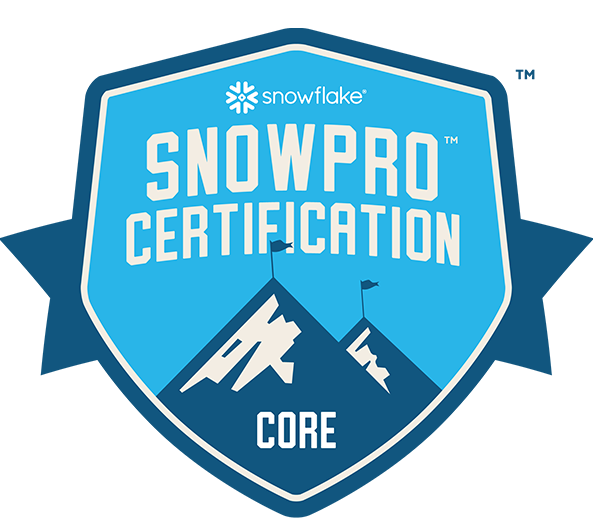 ™
snowflake®
SNOWPRO™
CERTIFICATION
CORE